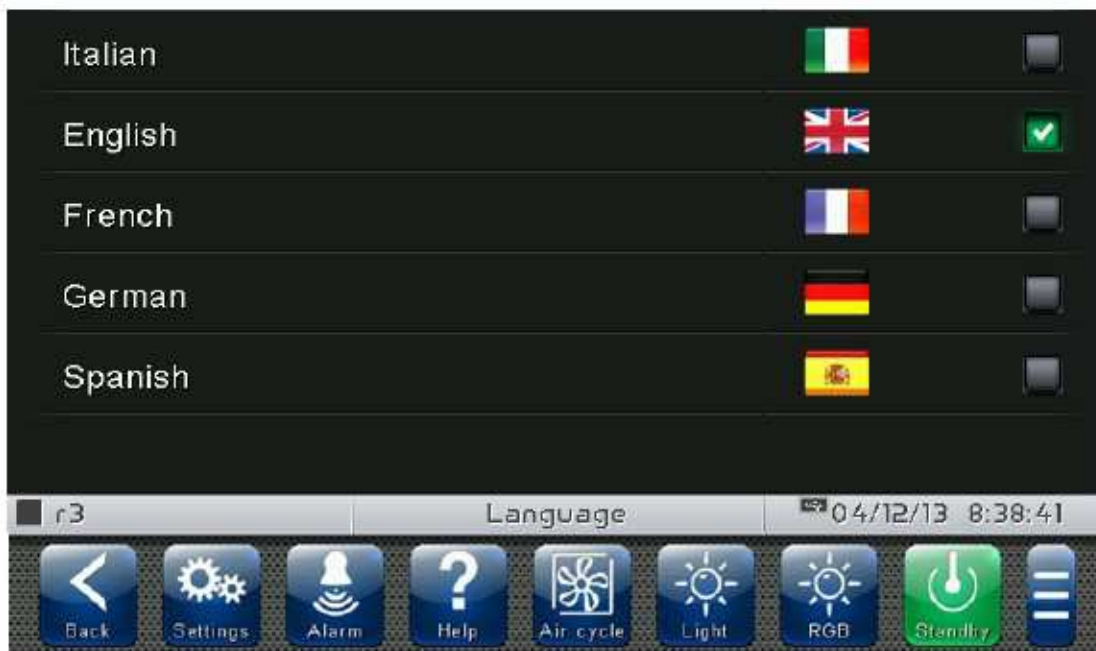 Italian
English
French
German
Spanish
r3 Language 04/12/13 8:38:41
Back Settings Alarm Help Air cycle Light RGB Standby